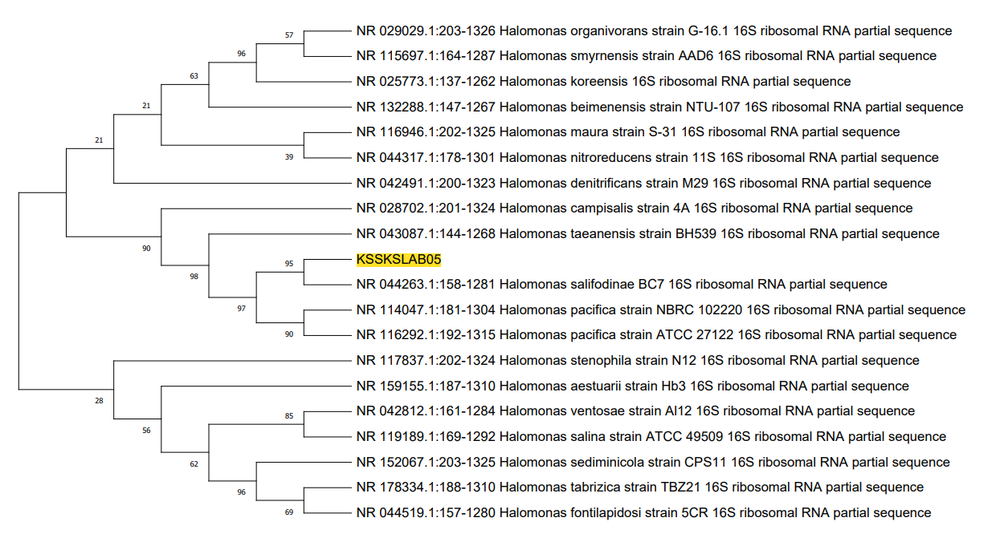 57
NR 029029.1:203-1326 Halomonas organivorans strain G-16.1 16S ribosomal RNA partial sequence
96
NR 115697.1:164-1287 Halomonas smyrnensis strain AAD6 16S ribosomal RNA partial sequence
63
NR 025773.1:137-1262 Halomonas koreensis 16S ribosomal RNA partial sequence
21
NR 132288.1:147-1267 Halomonas beimenensis strain NTU-107 16S ribosomal RNA partial sequence
21
NR 116946.1:202-1325 Halomonas maura strain S-31 16S ribosomal RNA partial sequence
39
NR 044317.1:178-1301 Halomonas nitroreducens strain 11S 16S ribosomal RNA partial sequence
NR 042491.1:200-1323 Halomonas denitrificans strain M29 16S ribosomal RNA partial sequence
NR 028702.1:201-1324 Halomonas campisalis strain 4A 16S ribosomal RNA partial sequence
90
NR 043087.1:144-1268 Halomonas taeanensis strain BH539 16S ribosomal RNA partial sequence
98
95
KSSKSLAB05
NR 044263.1:158-1281 Halomonas salifodinae BC7 16S ribosomal RNA partial sequence
97
NR 114047.1:181-1304 Halomonas pacifica strain NBRC 102220 16S ribosomal RNA partial sequence
90
NR 116292.1:192-1315 Halomonas pacifica strain ATCC 27122 16S ribosomal RNA partial sequence
NR 117837.1:202-1324 Halomonas stenophila strain N12 16S ribosomal RNA partial sequence
28
NR 159155.1:187-1310 Halomonas aestuarii strain Hb3 16S ribosomal RNA partial sequence
56
85
NR 042812.1:161-1284 Halomonas ventosae strain Al12 16S ribosomal RNA partial sequence
NR 119189.1:169-1292 Halomonas salina strain ATCC 49509 16S ribosomal RNA partial sequence
62
NR 152067.1:203-1325 Halomonas sediminicola strain CPS11 16S ribosomal RNA partial sequence
96
NR 178334.1:188-1310 Halomonas tabrizica strain TBZ21 16S ribosomal RNA partial sequence
69
NR 044519.1:157-1280 Halomonas fontilapidosi strain 5CR 16S ribosomal RNA partial sequence